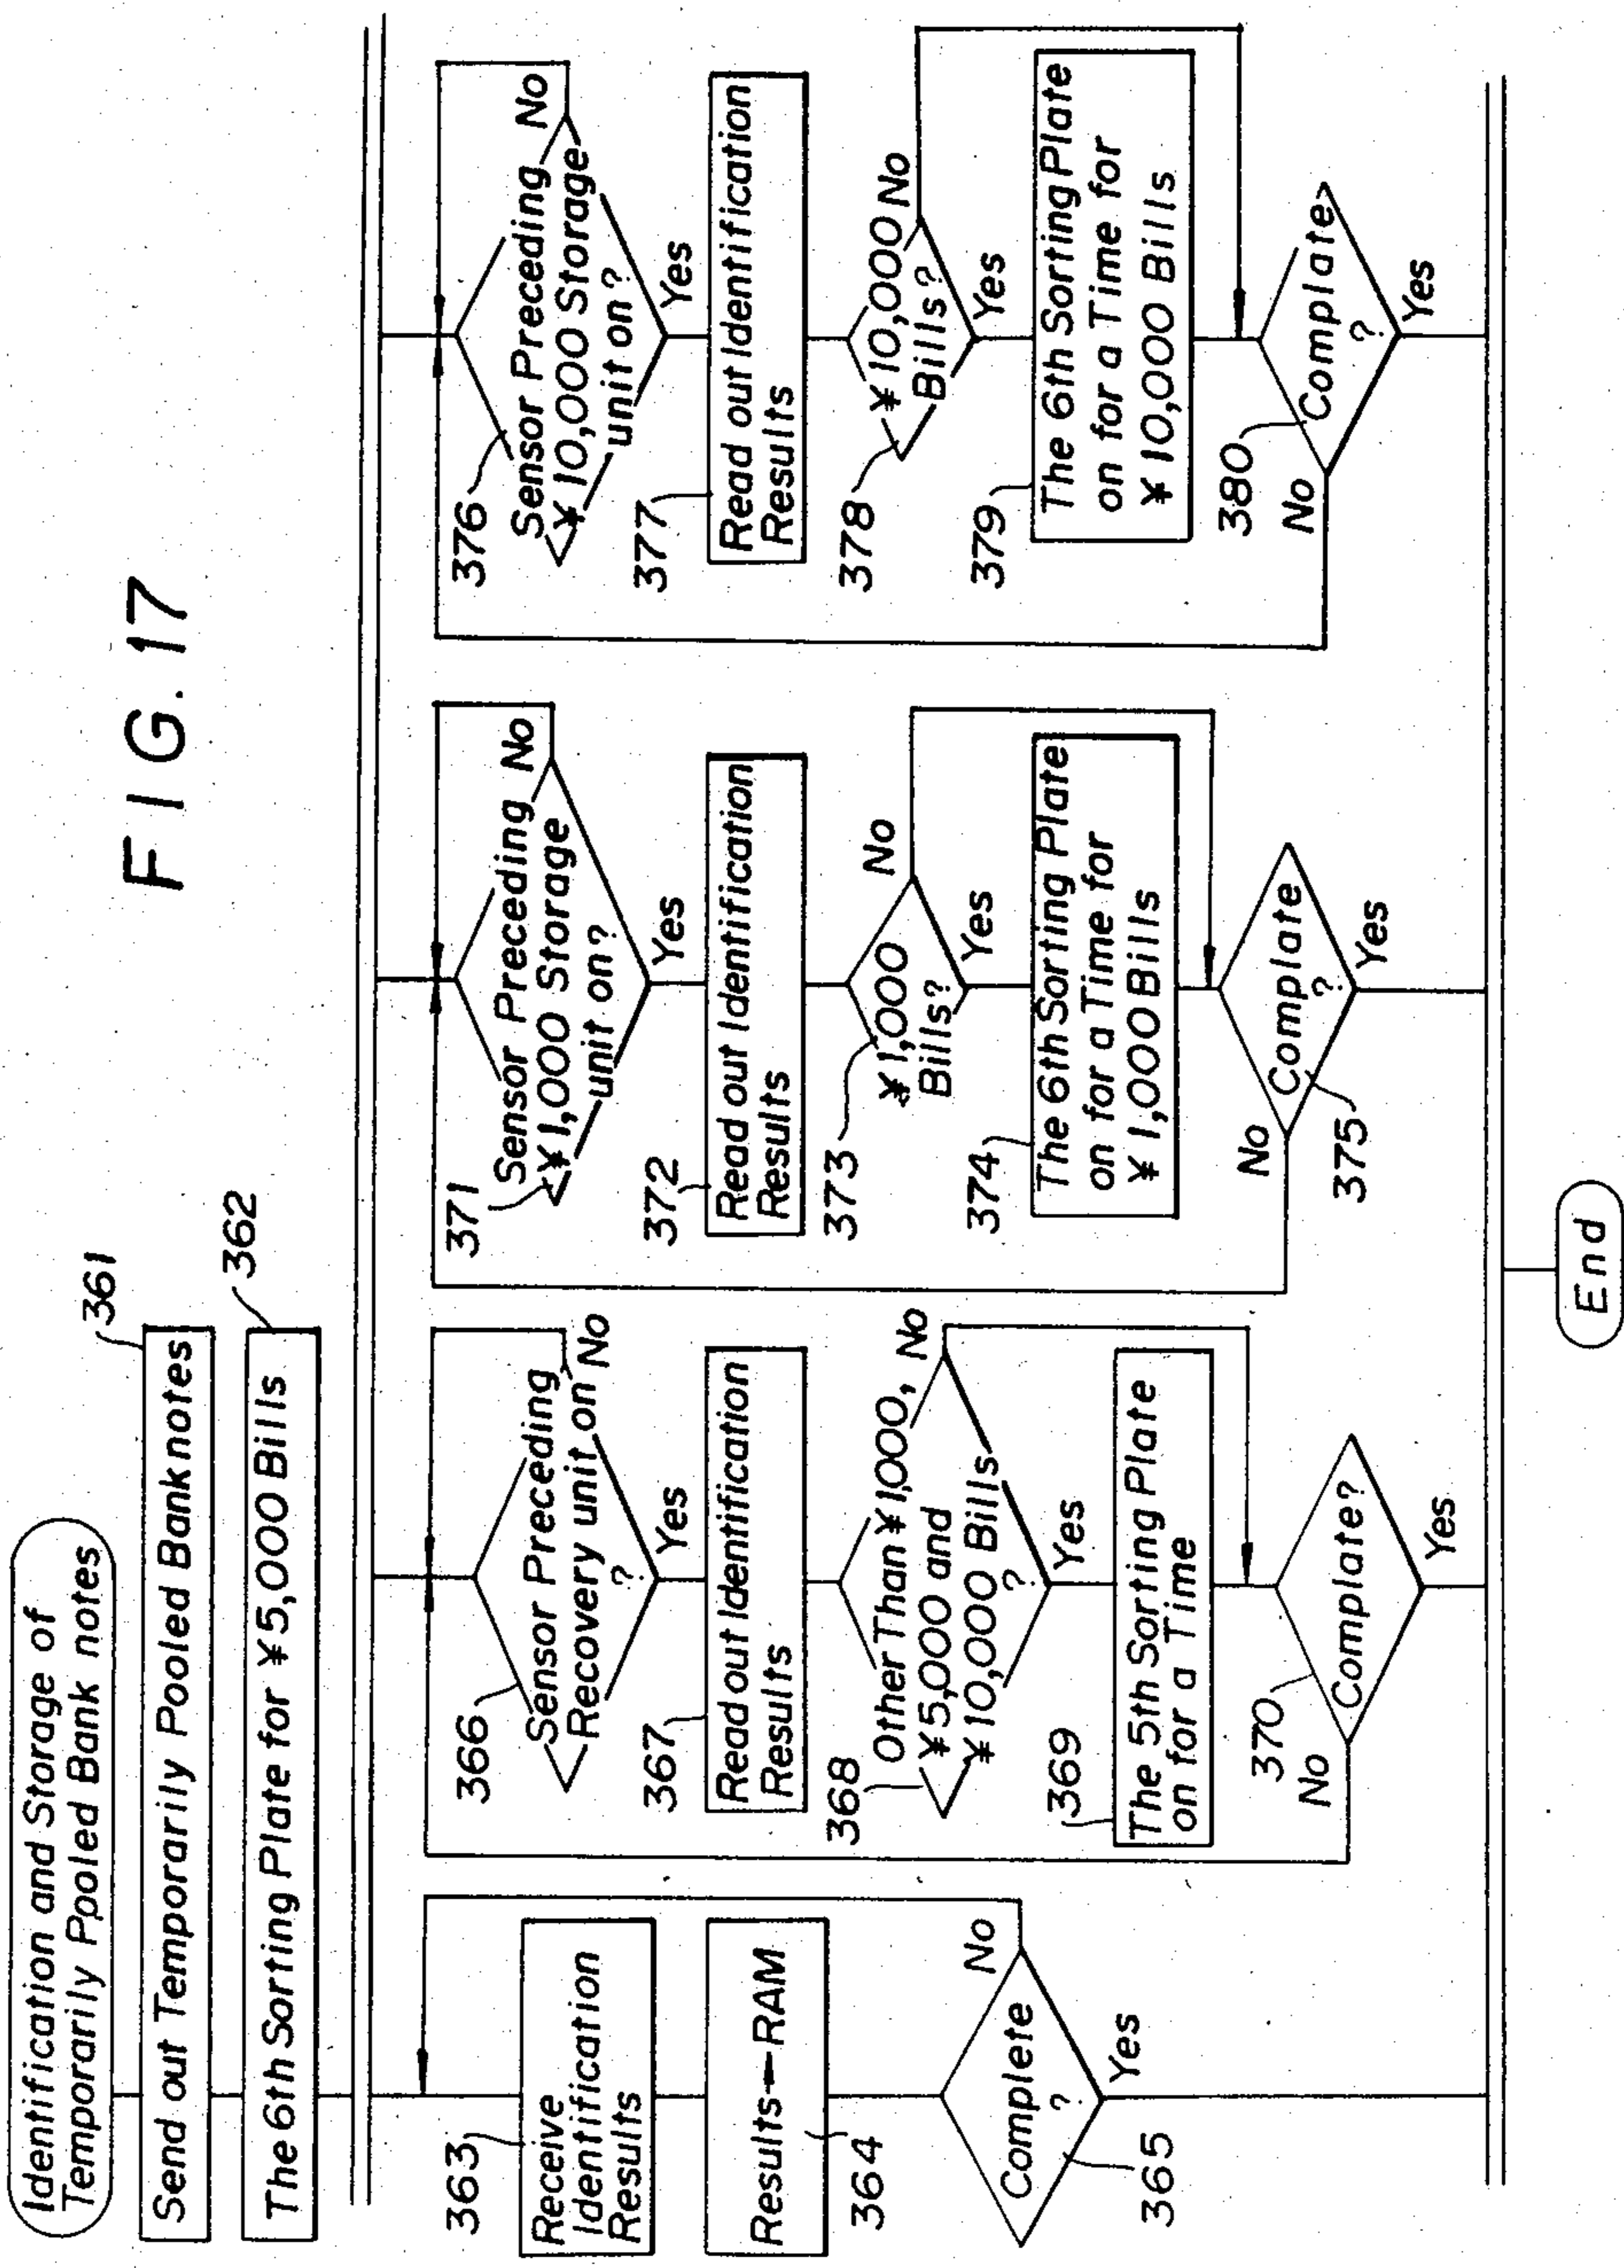 FIG. 17
Identification and Storage of
Temporarily Pooled Bank notes
361
Send out Temporarily Pooled Banknotes
362
The 6th Sorting Plate for ¥5,000 Bills
363
Receive
Identification
Results
364
Results←RAM
365
Complete
?
No
Yes
366
Sensor Preceding
Recovery unit on
?
No
Yes
367
Read out Identification
Results
368
Other Than ¥1,000,
¥5,000 and
¥10,000 Bills
?
No
Yes
369
The 5th Sorting Plate
on for a Time
370
Complate?
No
Yes
371
Sensor Preceding
¥1,000 Storage
unit on?
No
Yes
372
Read out Identification
Results
373
¥1,000
Bills?
No
Yes
374
The 6th Sorting Plate
on for a Time for
¥1,000 Bills
375
Complate
?
No
Yes
376
Sensor Preceding
¥10,000 Storage
unit on?
No
Yes
377
Read out Identification
Results
378
¥10,000
Bills?
No
Yes
379
The 6th Sorting Plate
on for a Time for
¥10,000 Bills
380
Complate
?
No
Yes
End